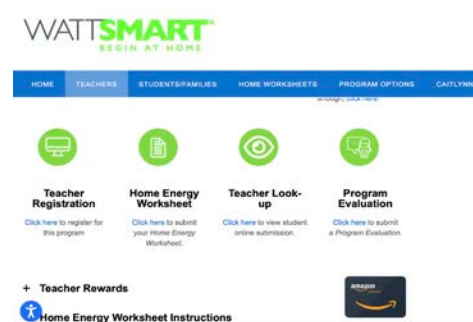 WATTSMART
BEGIN AT HOME
HOME TEACHERS STUDENTS/FAMILIES HOME WORKSHEETS PROGRAM OPTIONS CAITLYNN
enough, click here.
Teacher Registration
Click here to register for
this program
Home Energy
Worksheet
Click here to submit
your Home Energy
Worksheet.
Teacher Look-
up
Click here to view student
online submission.
Program
Evaluation
Click here to submit
a Program Evaluation.
+ Teacher Rewards
amazon
Home Energy Worksheet Instructions